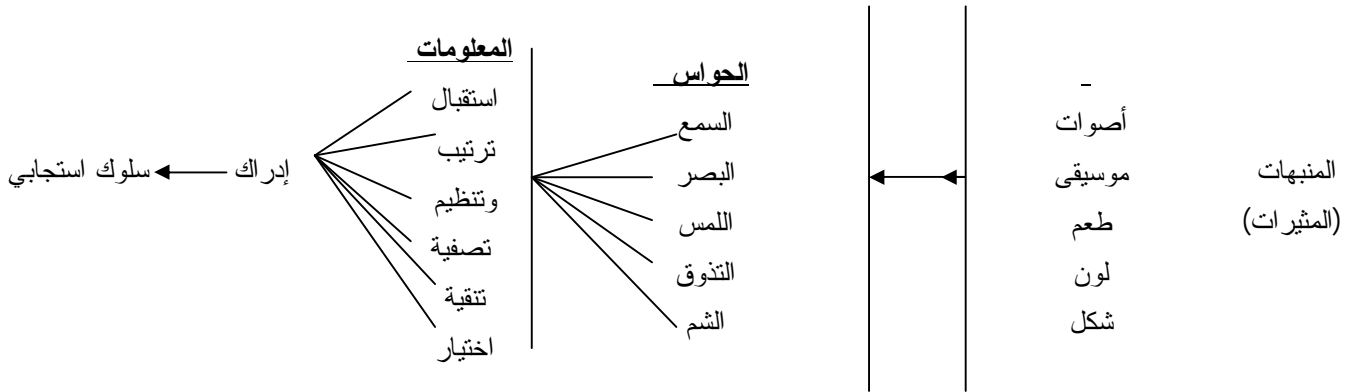 المنبهات
(المثيرات)
-
أصوات
موسيقى
طعم
لون
شكل
الحواس
السمع
البصر
اللمس
التذوق
الشم
المعلومات
استقبال
ترتيب
وتنظيم
تصفية
تنقية
اختيار
إدراك
سلوك استجابي